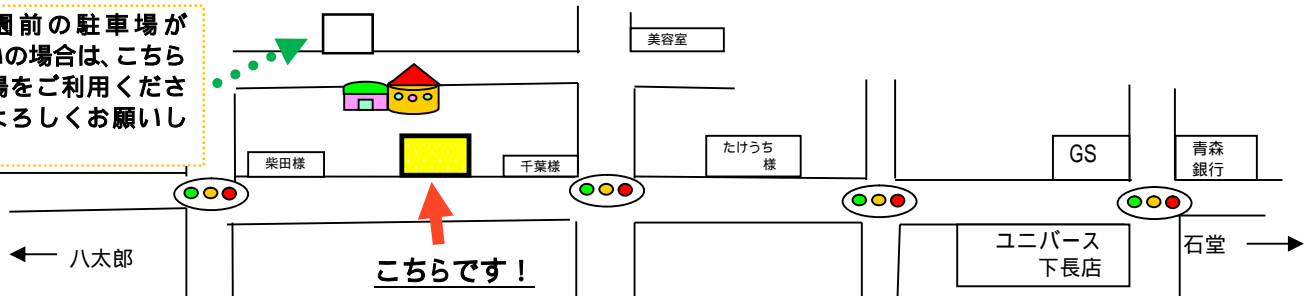 園前の駐車場が
いの場合は、こちら
場をご利用くださ
よろしくお願いし
美容室
柴田様
千葉様
たけうち
様
GS
青森
銀行
八太郎
こちらです！
ユニバース
下長店
石堂